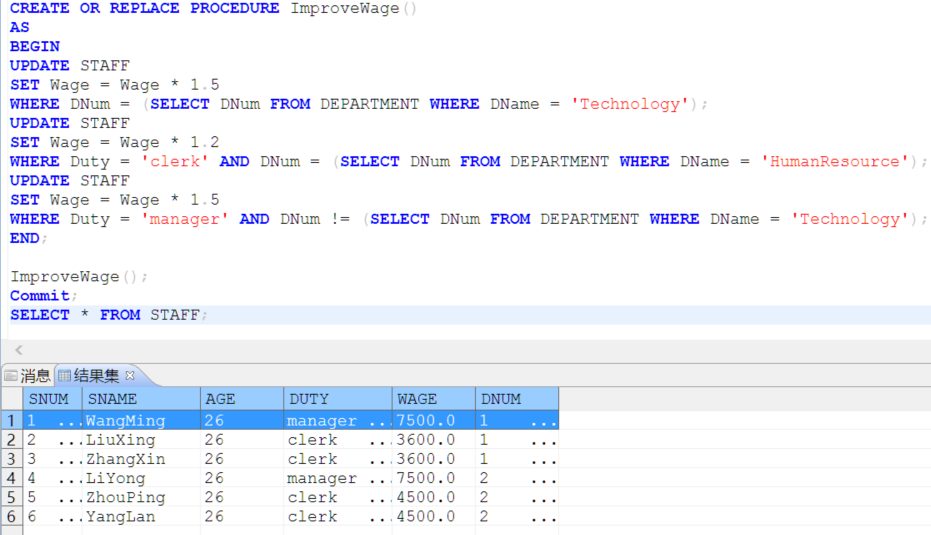 CREATE OR REPLACE PROCEDURE ImproveWage()
AS
BEGIN
UPDATE STAFF
SET Wage = Wage * 1.5
WHERE DNum = (SELECT DNum FROM DEPARTMENT WHERE DName = 'Technology');
UPDATE STAFF
SET Wage = Wage * 1.2
WHERE Duty = 'clerk' AND DNum = (SELECT DNum FROM DEPARTMENT WHERE DName = 'HumanResource');
UPDATE STAFF
SET Wage = Wage * 1.5
WHERE Duty = 'manager' AND DNum != (SELECT DNum FROM DEPARTMENT WHERE DName = 'Technology');
END;
ImproveWage();
Commit;
SELECT * FROM STAFF;
消息 结果集
SNUM SNAME AGE DUTY WAGE DNUM
1 1 ...WangMing 26 manager ...7500.0 1 ...
2 2 ...LiuXing 26 clerk ...3600.0 1 ...
3 3 ...ZhangXin 26 clerk ...3600.0 1 ...
4 4 ...LiYong 26 manager ...7500.0 2 ...
5 5 ...ZhouPing 26 clerk ...4500.0 2 ...
6 6 ...YangLan 26 clerk ...4500.0 2 ...